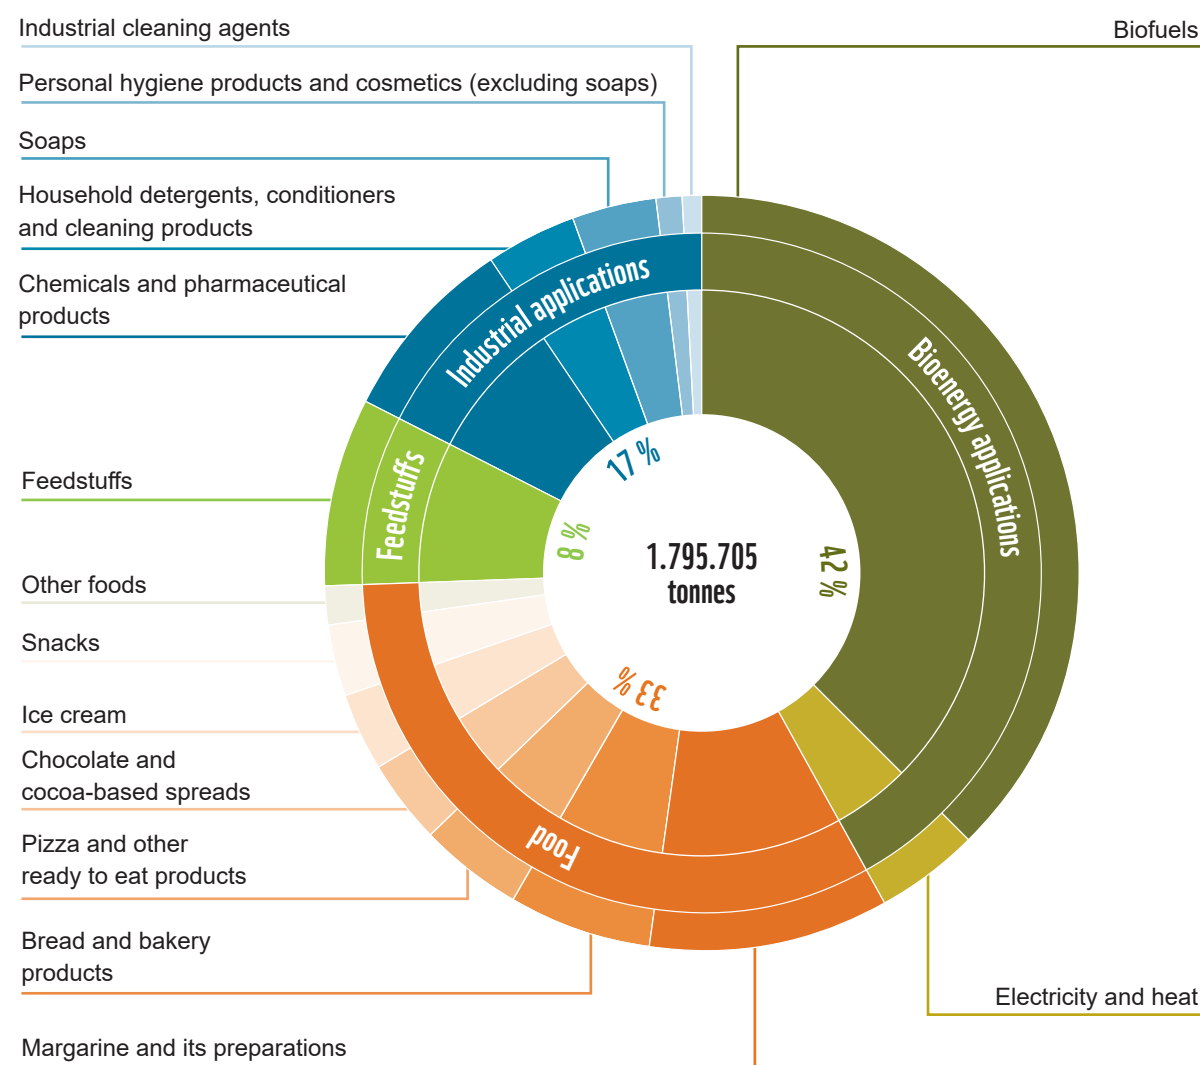 Industrial cleaning agents
Biofuels
Personal hygiene products and cosmetics (excluding soaps)
Soaps
Household detergents, conditioners
and cleaning products
Chemicals and pharmaceutical
products
Industrial applications
Bioenergy applications
Feedstuffs
17 %
Feedstuffs
8 %
1.795.705
tonnes
42 %
Other foods
Snacks
33 %
Ice cream
Chocolate and
cocoa-based spreads
Food
Pizza and other
ready to eat products
Bread and bakery
products
Electricity and heat
Margarine and its preparations